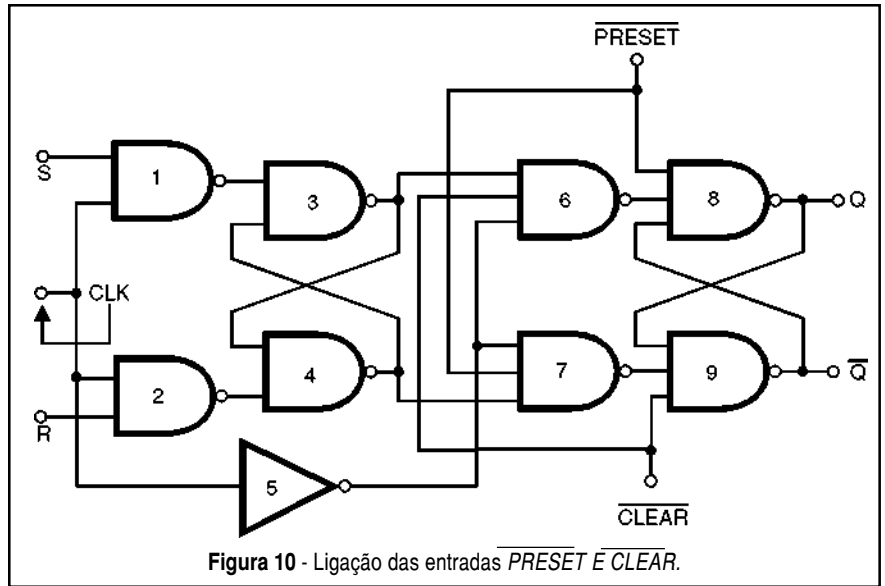 PRESET
S
1
3
6
8
Q
CLK
2
4
7
9
Q
R
5
CLEAR
Figura 10 - Ligação das entradas PRESET E CLEAR.